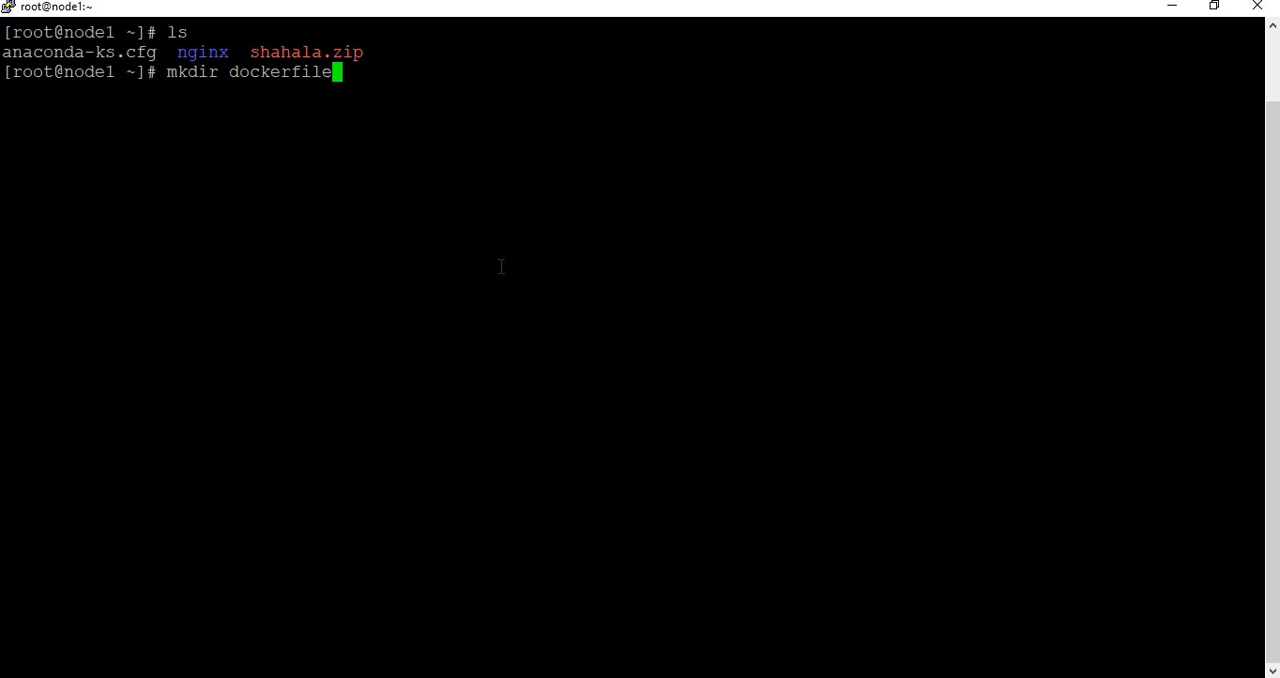 root@node1:~
[root@node1 ~]# ls
anaconda-ks.cfg  nginx  shahala.zip
[root@node1 ~]# mkdir dockerfile